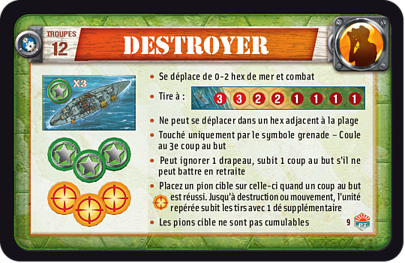 TROUPES
12
DESTROYER
X3
• Se déplace de 0-2 hex de mer et combat
• Tire à : 3 3 2 2 1 1 1 1
• Ne peut se déplacer dans un hex adjacent à la plage
• Touché uniquement par le symbole grenade – Coule
au 3e coup au but
• Peut ignorer 1 drapeau, subit 1 coup au but s'il ne
peut battre en retraite
• Placez un pion cible sur celle-ci quand un coup au but
est réussi. Jusqu'à destruction ou mouvement, l'unité
repérée subit les tirs avec 1 dé supplémentaire
• Les pions cible ne sont pas cumulables
9